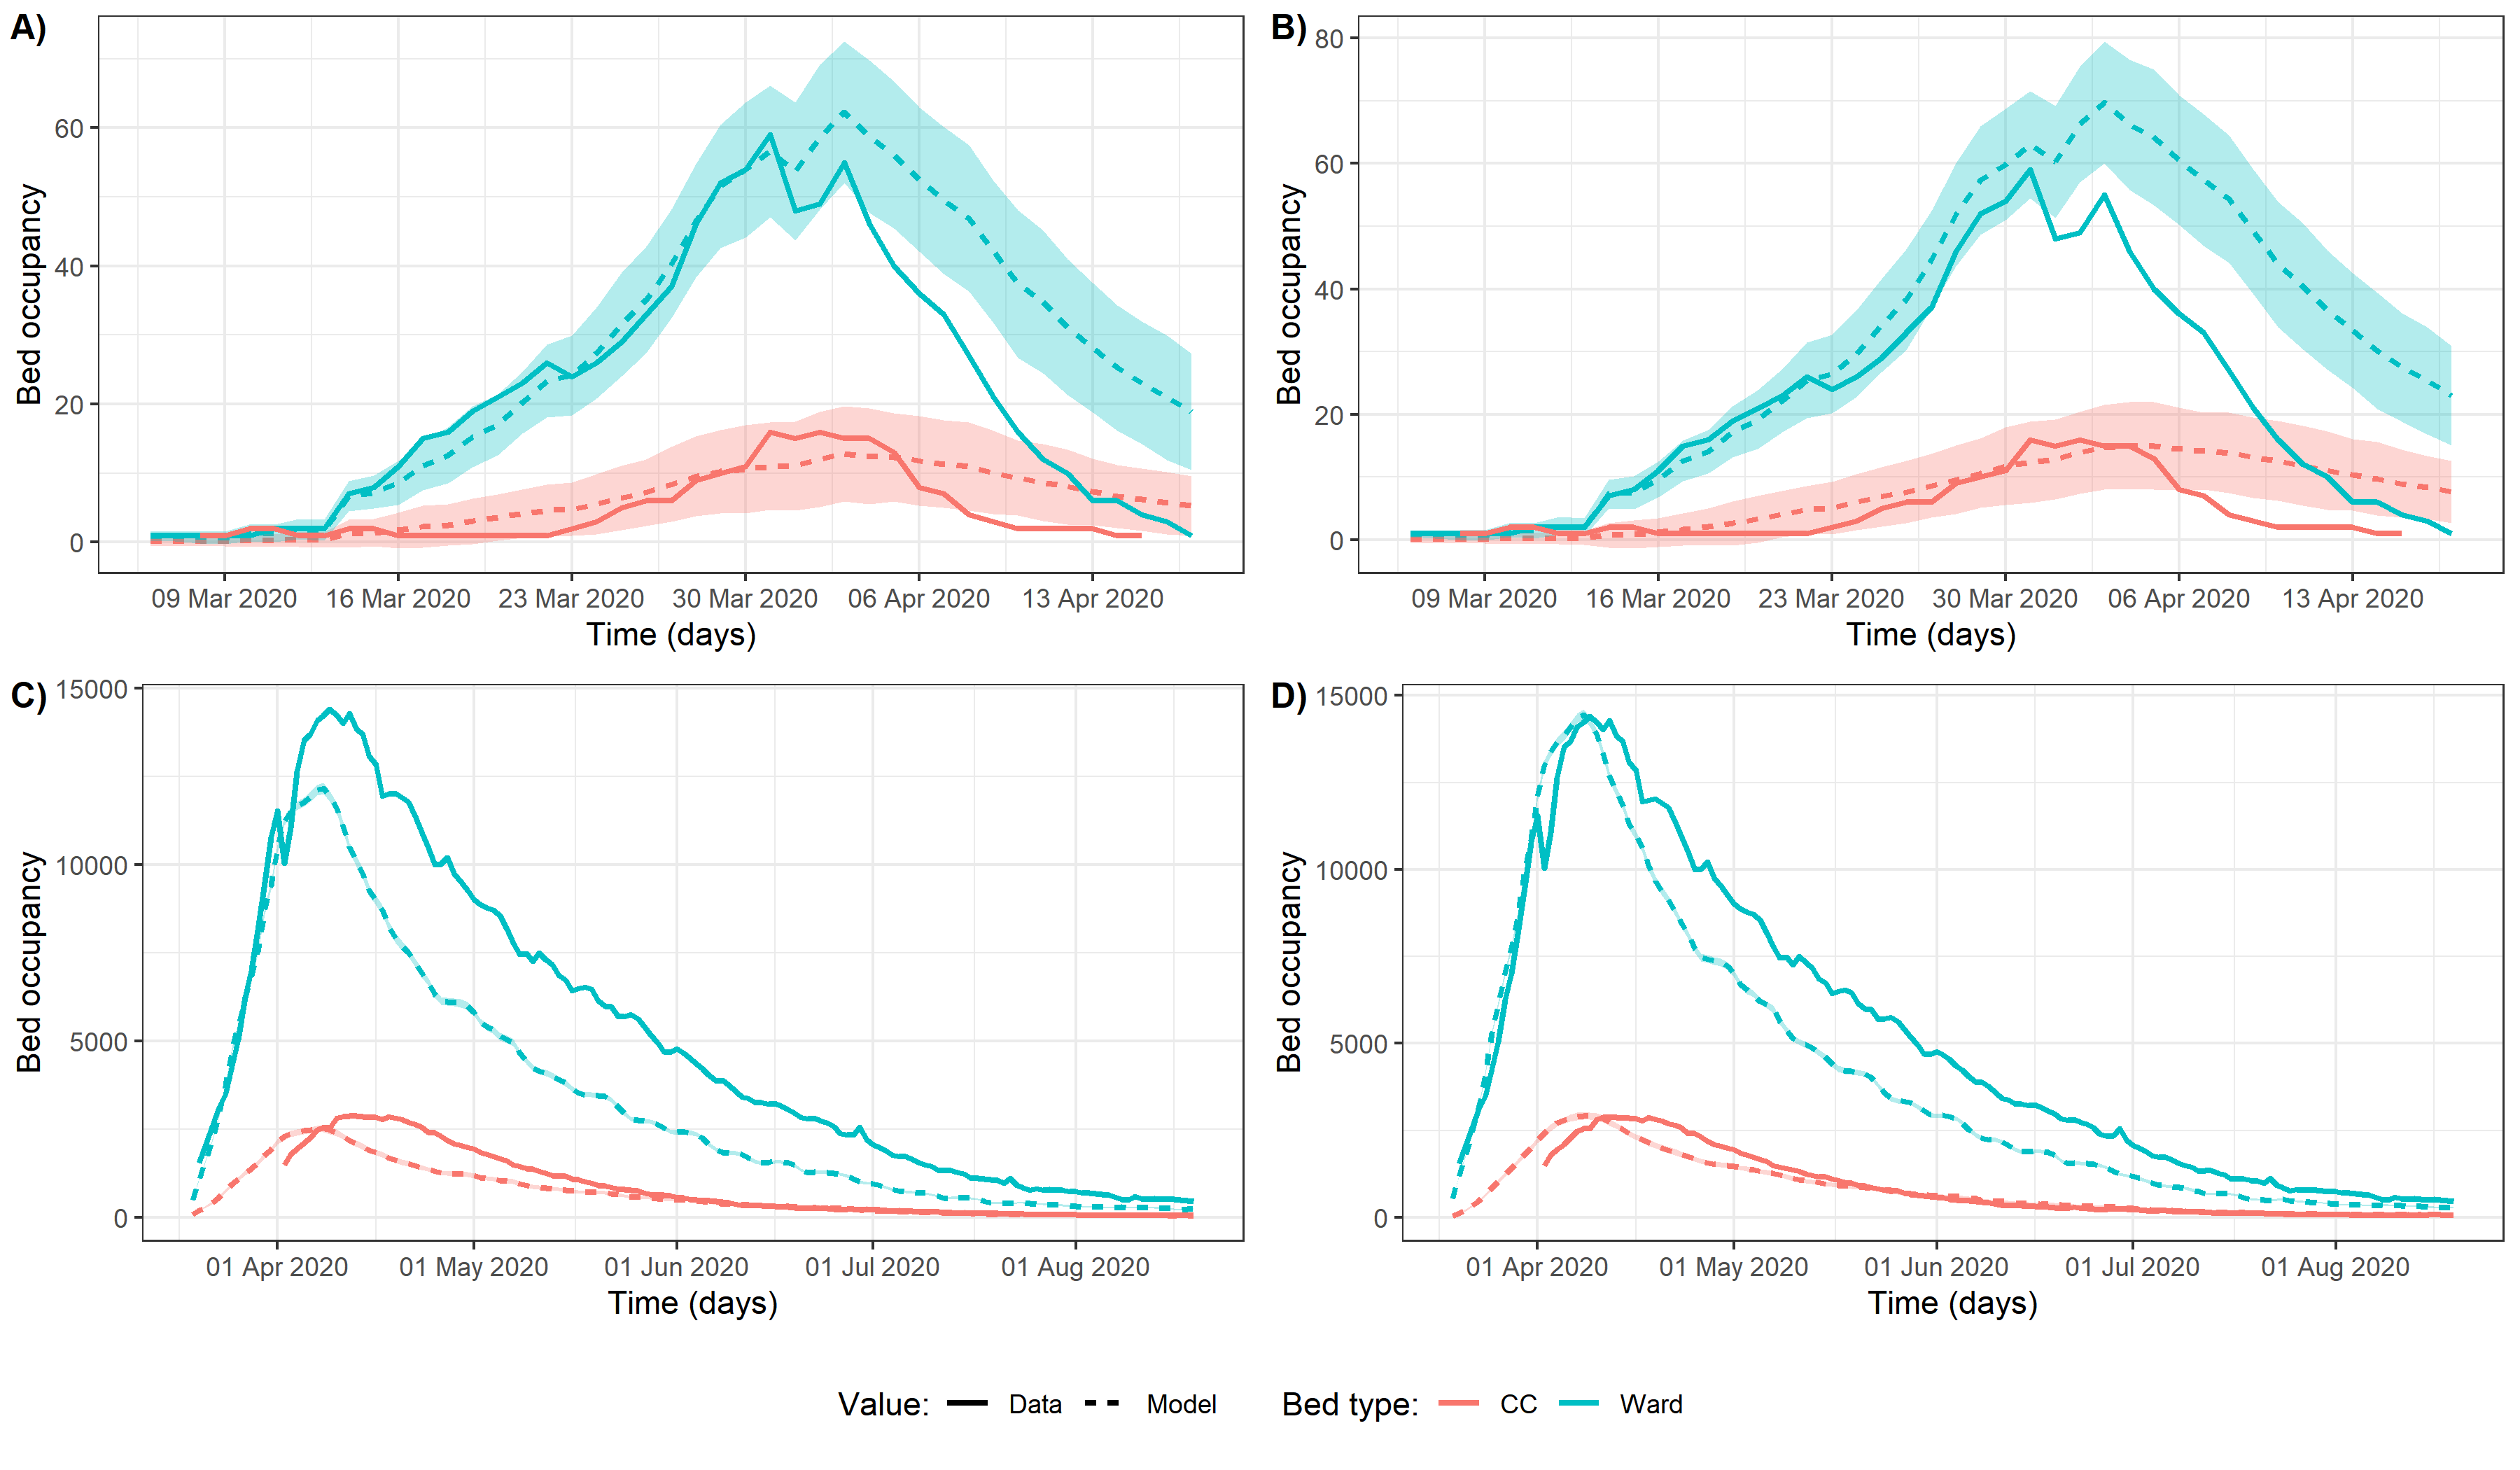 A)
Bed occupancy
60
40
20
0
09 Mar 2020 16 Mar 2020 23 Mar 2020 30 Mar 2020 06 Apr 2020 13 Apr 2020
Time (days)
B)
Bed occupancy
80
60
40
20
0
09 Mar 2020 16 Mar 2020 23 Mar 2020 30 Mar 2020 06 Apr 2020 13 Apr 2020
Time (days)
C)
Bed occupancy
15000
10000
5000
0
01 Apr 2020 01 May 2020 01 Jun 2020 01 Jul 2020 01 Aug 2020
Time (days)
D)
Bed occupancy
15000
10000
5000
0
01 Apr 2020 01 May 2020 01 Jun 2020 01 Jul 2020 01 Aug 2020
Time (days)
Value: Data Model Bed type: CC Ward